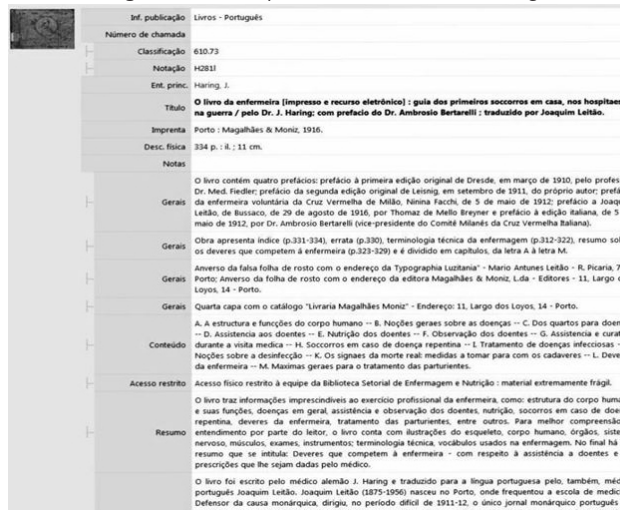 Inf. publicação Livros - Português
Número de chamada
Classificação 610.73
Notação H281l
Ent. princ. Haring, J.
O livro da enfermeira [impresso e recurso eletrônico] : guia dos primeiros soccorros em casa, nos hospitaes
Título na guerra / pelo Dr. J. Haring; com prefacio do Dr. Ambrosio Bertarelli ; traduzido por Joaquim Leitão.
Imprenta Porto : Magalhães & Moniz, 1916.
Desc. física 334 p. : il. ; 11 cm.
Notas
O livro contém quatro prefácios: prefácio à primeira edição original de Dresde, em março de 1910, pelo profes
Dr. Med. Fiedler; prefácio da segunda edição original de Leisnig, em setembro de 1911, do próprio autor; prefá
Gerais da enfermeira voluntária da Cruz Vermelha de Milão, Ninina Facchi, de 5 de maio de 1912; prefácio a Joaqu
Leitão, de Bussaco, de 29 de agosto de 1916, por Thomaz de Mello Breyner e prefácio à edição italiana, de 5
maio de 1912, por Dr. Ambrosio Bertarelli (vice-presidente do Comité Milanês da Cruz Vermelha Italiana).
Gerais Obra apresenta índice (p.331-334), errata (p.330), terminologia técnica da enfermagem (p.312-322), resumo sol
os deveres que competem à enfermeira (p.323-329) e é dividido em capítulos, da letra A à letra M.
Anverso da falsa folha de rosto com o endereço da Typographia Luzitania" - Mario Antunes Leitão - R. Picaria, 7
Gerais Porto; Anverso da folha de rosto com o endereço da editora Magalhães & Moniz, L.da - Editores - 11, Largo
Loyos, 14 - Porto.
Gerais Quarta capa com o catálogo "Livraria Magalhães Moniz" - Endereço: 11, Largo dos Loyos, 14 - Porto.
A. A estructura e funcções do corpo humano -- B. Noções geraes sobre as doenças -- C. Dos quartos para doen
-- D. Assistencia aos doentes -- E. Nutrição dos doentes -- F. Observação dos doentes -- G. Assistencia e curat
Conteúdo durante a visita medica -- H. Soccorros em caso de doença repentina -- I. Tratamento de doenças infecciosas -
Noções sobre a desinfecção -- K. Os signaes da morte real: medidas a tomar para com os cadaveres -- L. Deve
da enfermeira -- M. Maximas geraes para o tratamento das parturientes.
Acesso restrito Acesso físico restrito à equipe da Biblioteca Setorial de Enfermagem e Nutrição : material extremamente frágil.
O livro traz informações imprescindíveis ao exercício profissional da enfermeira, como: estrutura do corpo huma
e suas funções, doenças em geral, assistência e observação dos doentes, nutrição, socorros em caso de doe
repentina, deveres da enfermeira, tratamento das parturientes, entre outros. Para melhor compreensão
Resumo entendimento por parte do leitor, o livro conta com ilustrações do esqueleto, corpo humano, órgãos, siste
nervoso, músculos, exames, instrumentos; terminologia técnica, vocábulos usados na enfermagem. No final há
resumo que se intitula: Deveres que competem à enfermeira - com respeito à assistência a doentes e
prescrições que lhe sejam dadas pelo médico.
O livro foi escrito pelo médico alemão J. Haring e traduzido para a língua portuguesa pelo, também, méd
português Joaquim Leitão. Joaquim Leitão (1875-1956) nasceu no Porto, onde frequentou a escola de medic
Defensor da causa monárquica, dirigiu, no período difícil de 1911-12, o único jornal monárquico português